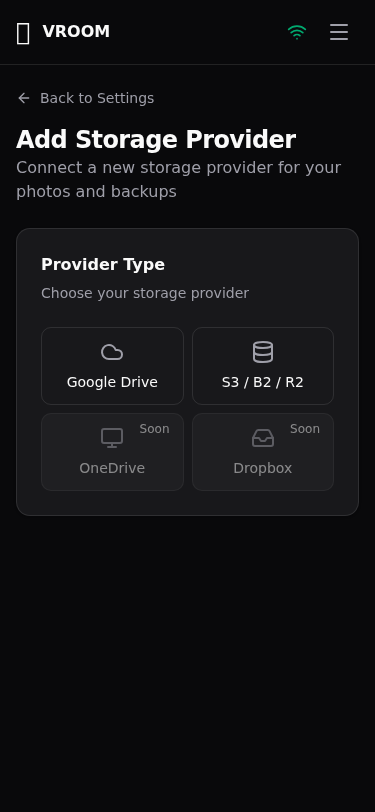 VROOM
Back to Settings
Add Storage Provider
Connect a new storage provider for your
photos and backups
Provider Type
Choose your storage provider
Google Drive
S3 / B2 / R2
Soon
OneDrive
Soon
Dropbox